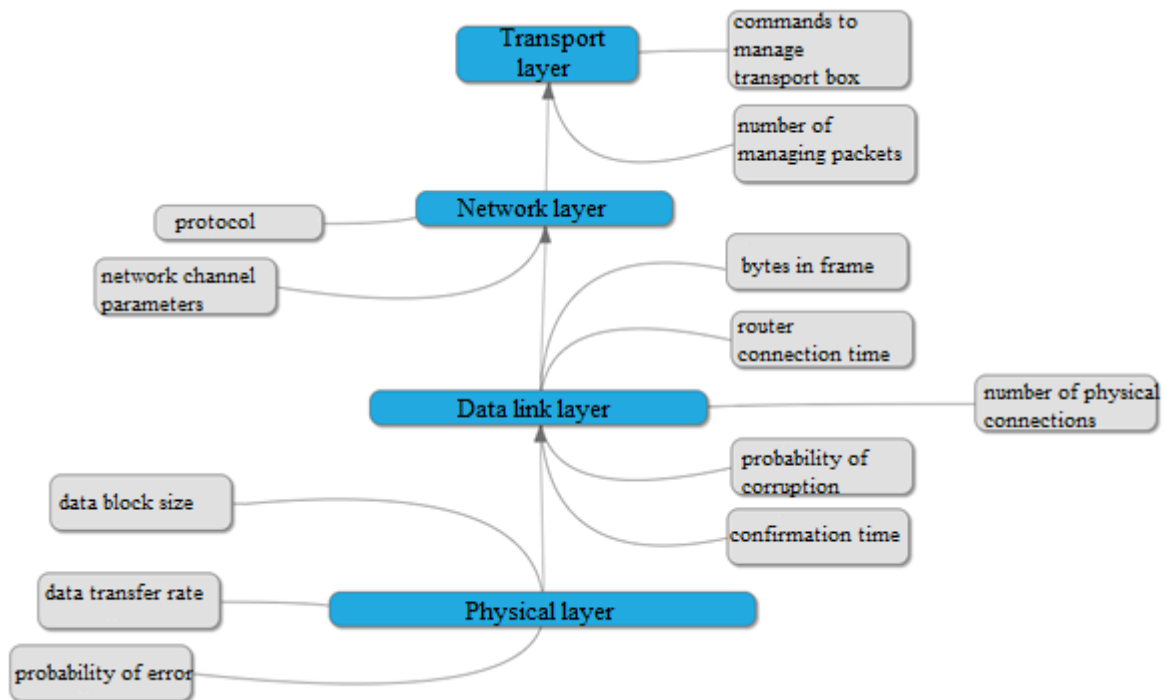 Transport
layer
commands to
manage
transport box
number of
managing packets
Network layer
protocol
network channel
parameters
bytes in frame
router
connection time
Data link layer
number of physical
connections
probability of
corruption
data block size
confirmation time
data transfer rate
Physical layer
probability of error